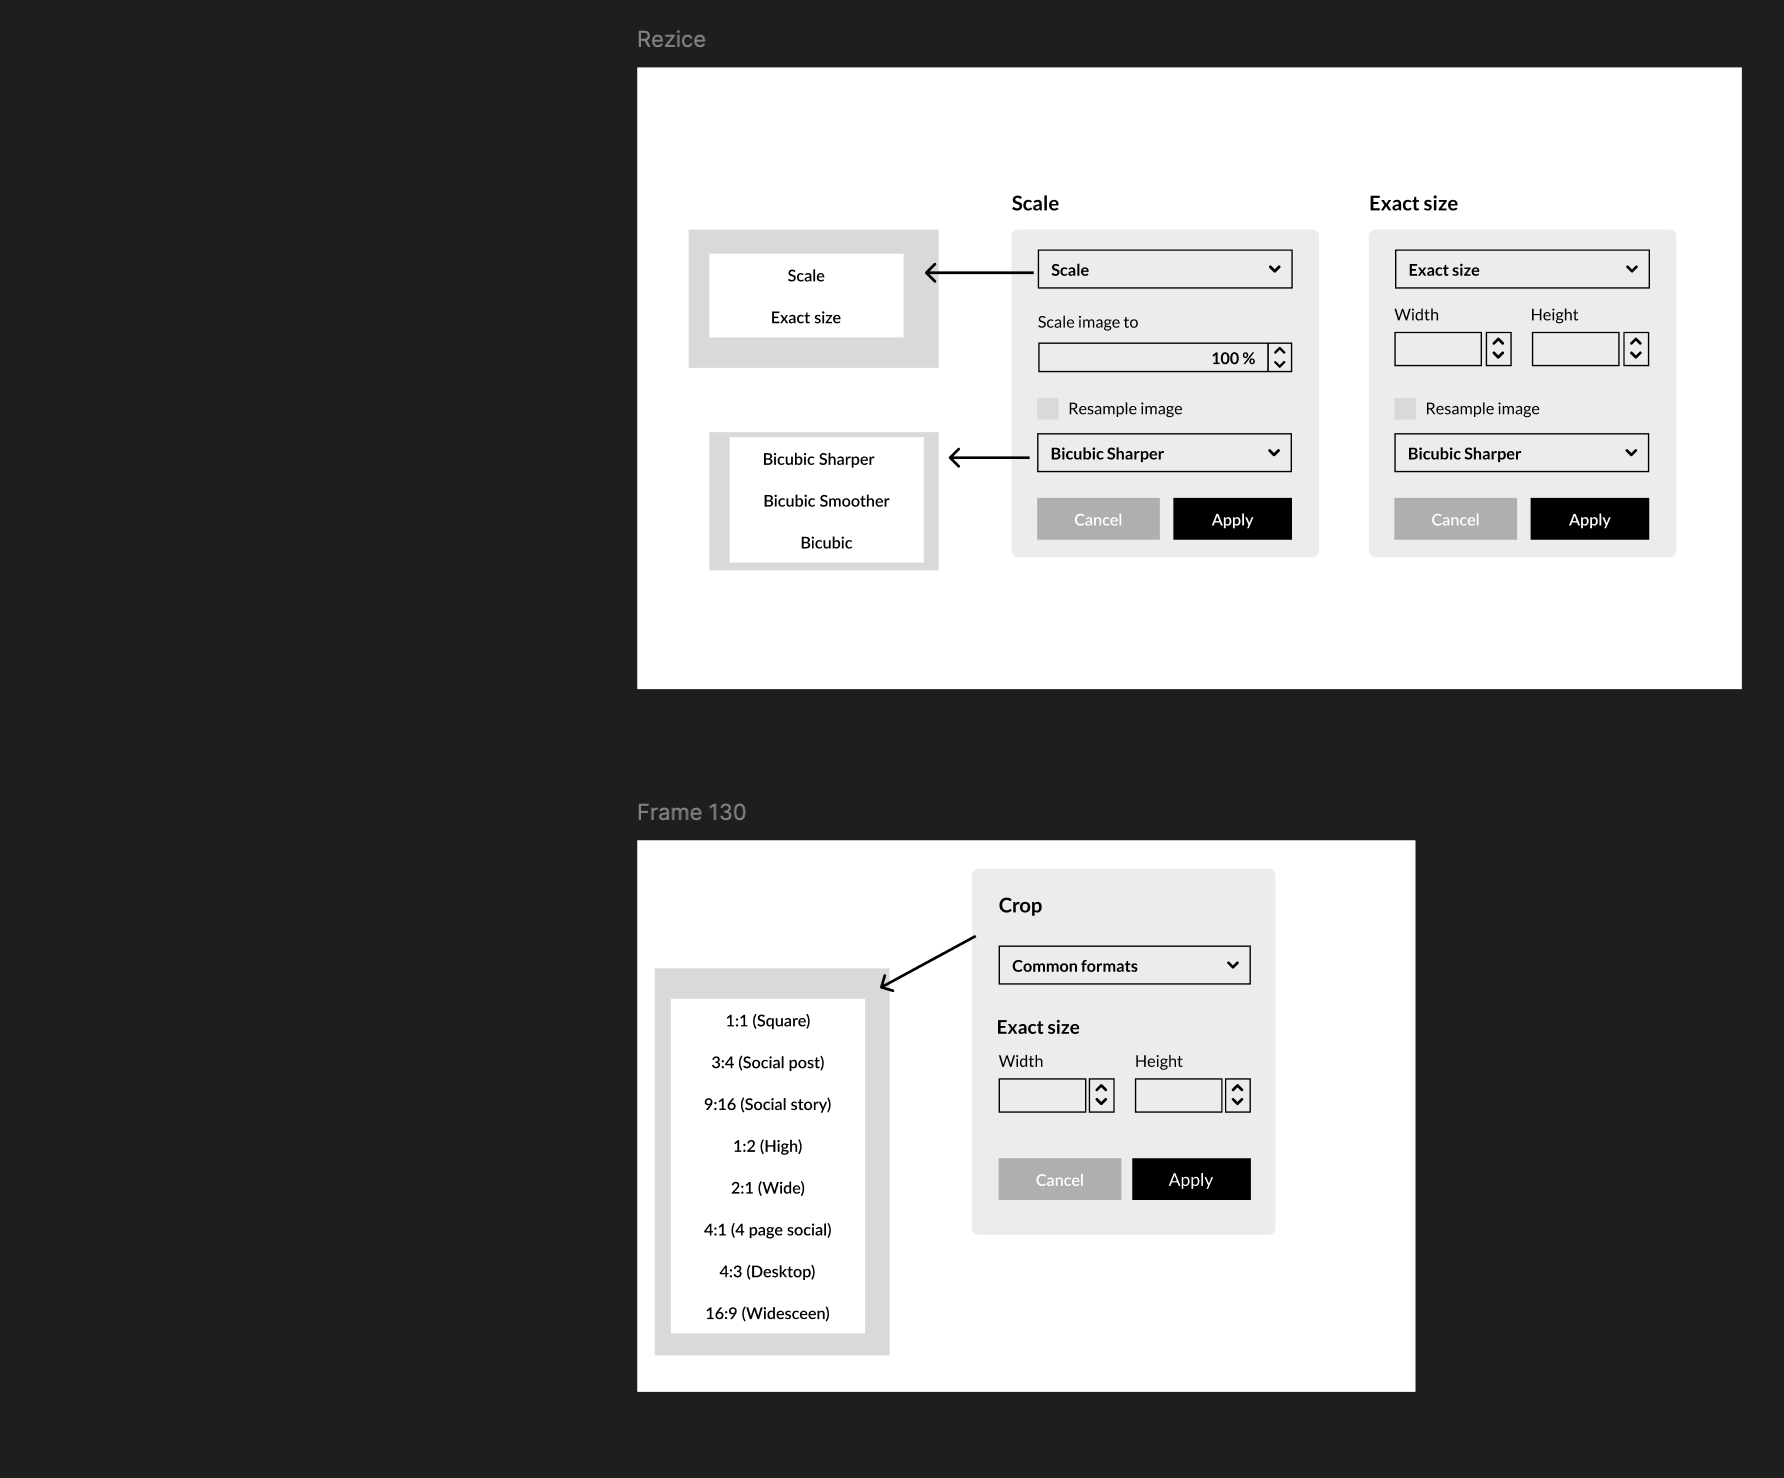 Rezice
Scale
Exact size
Scale
Exact size
Bicubic Sharper
Bicubic Smoother
Bicubic
Scale
Scale image to
100 %
Resample image
Bicubic Sharper
Cancel
Apply
Exact size
Width
Height
Resample image
Bicubic Sharper
Cancel
Apply
Frame 130
Crop
Common formats
Exact size
Width
Height
Cancel
Apply
1:1 (Square)
3:4 (Social post)
9:16 (Social story)
1:2 (High)
2:1 (Wide)
4:1 (4 page social)
4:3 (Desktop)
16:9 (Widesceen)